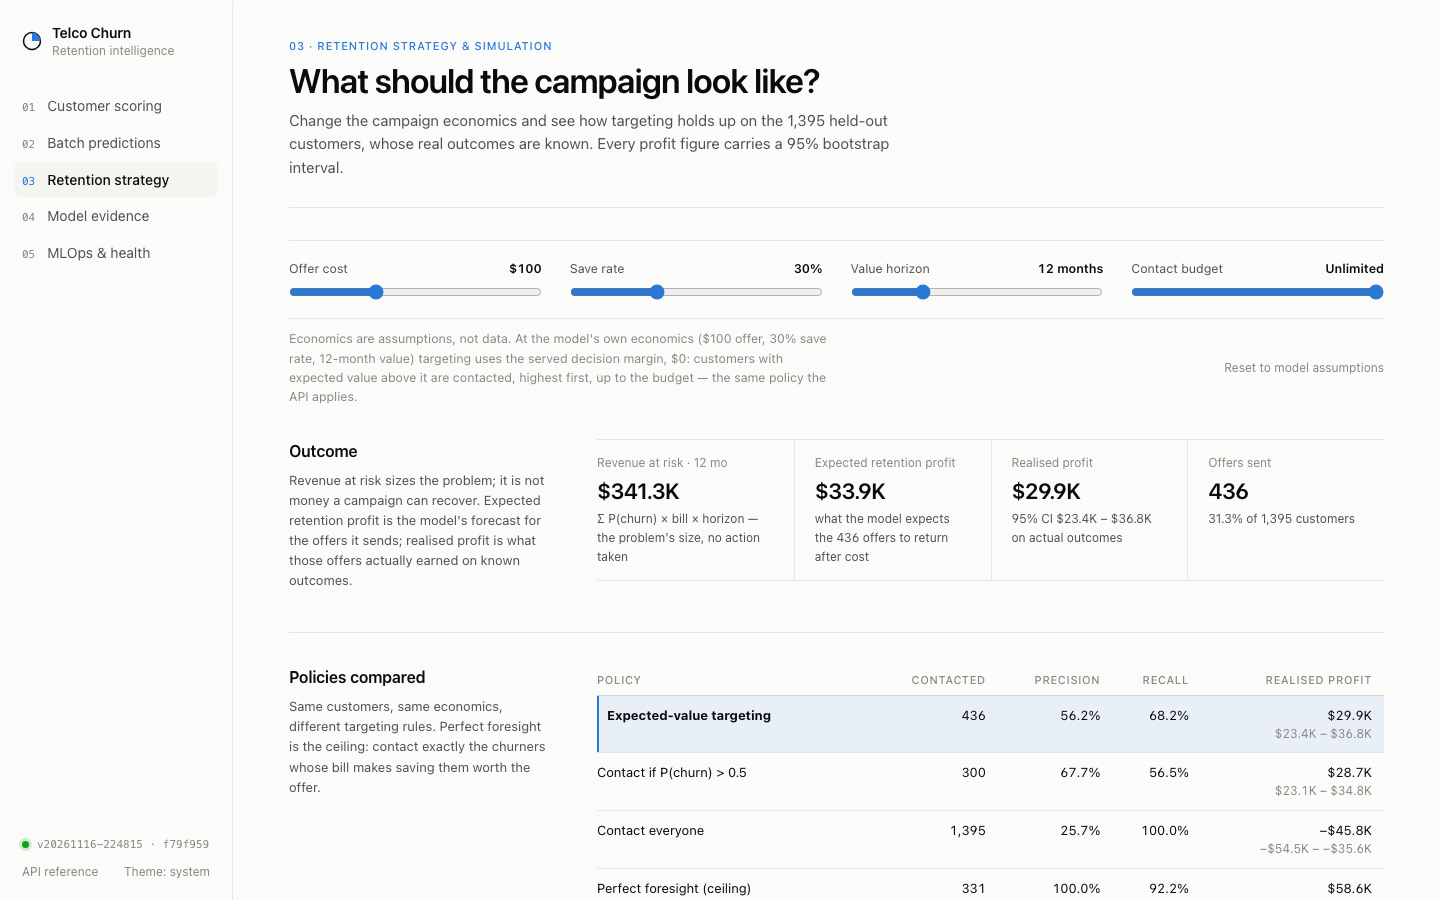 Telco Churn
Retention intelligence
01 Customer scoring
02 Batch predictions
03 Retention strategy
04 Model evidence
05 MLOps & health
v20261116–224815 · f79f959
API reference Theme: system
03 · RETENTION STRATEGY & SIMULATION
What should the campaign look like?
Change the campaign economics and see how targeting holds up on the 1,395 held-out
customers, whose real outcomes are known. Every profit figure carries a 95% bootstrap
interval.
Offer cost $100
Save rate 30%
Value horizon 12 months
Contact budget Unlimited
Economics are assumptions, not data. At the model's own economics ($100 offer, 30% save
rate, 12-month value) targeting uses the served decision margin, $0: customers with
expected value above it are contacted, highest first, up to the budget — the same policy the
API applies.
Reset to model assumptions
Outcome
Revenue at risk sizes the problem; it is not
money a campaign can recover. Expected
retention profit is the model's forecast for
the offers it sends; realised profit is what
those offers actually earned on known
outcomes.
Revenue at risk · 12 mo
$341.3K
Σ P(churn) × bill × horizon —
the problem's size, no action
taken
Expected retention profit
$33.9K
what the model expects
the 436 offers to return
after cost
Realised profit
$29.9K
95% CI $23.4K – $36.8K
on actual outcomes
Offers sent
436
31.3% of 1,395 customers
Policies compared
Same customers, same economics,
different targeting rules. Perfect foresight
is the ceiling: contact exactly the churners
whose bill makes saving them worth the
offer.
POLICY CONTACTED PRECISION RECALL REALISED PROFIT
Expected-value targeting 436 56.2% 68.2% $29.9K
$23.4K – $36.8K
Contact if P(churn) > 0.5 300 67.7% 56.5% $28.7K
$23.1K – $34.8K
Contact everyone 1,395 25.7% 100.0% −$45.8K
−$54.5K – −$35.6K
Perfect foresight (ceiling) 331 100.0% 92.2% $58.6K